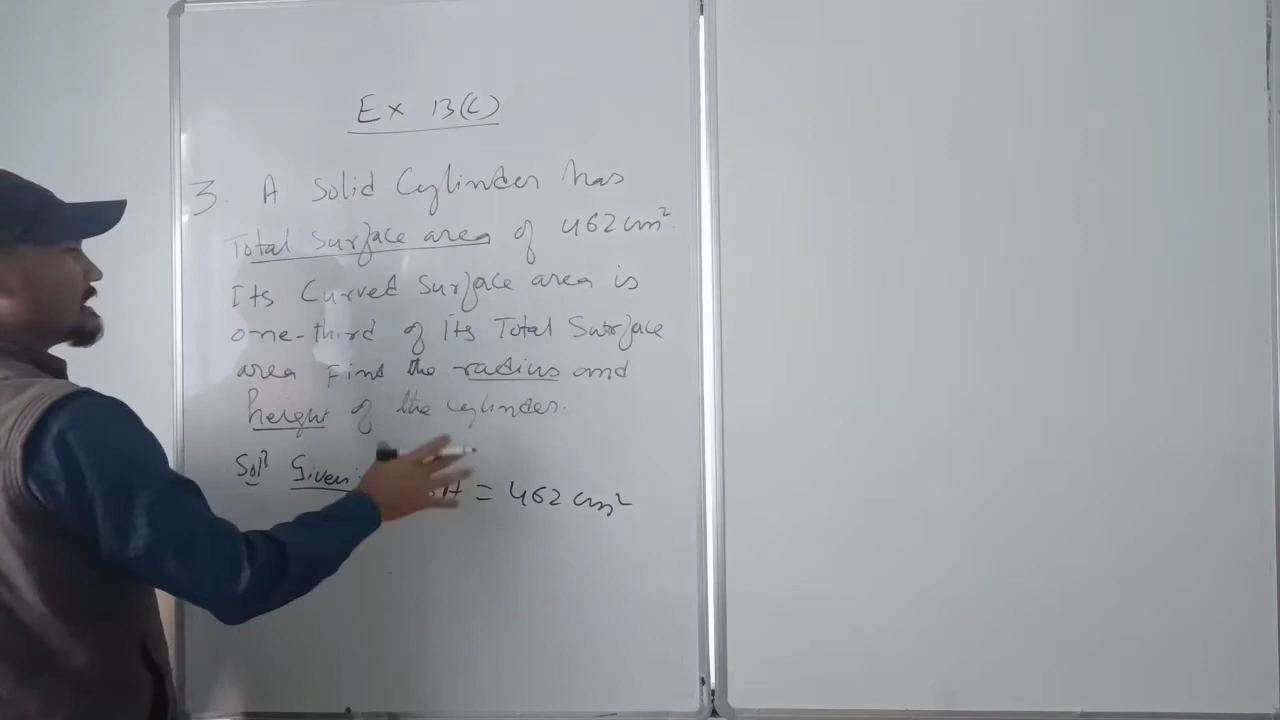 Ex 13(C)
3. A Solid Cylinder has
Total Surface area of 462 cm²
Its Curved Surface area is
one-third of its Total Surface
area Find the radius and
height of the cylinder.
Solⁿ Given: = 462 cm²